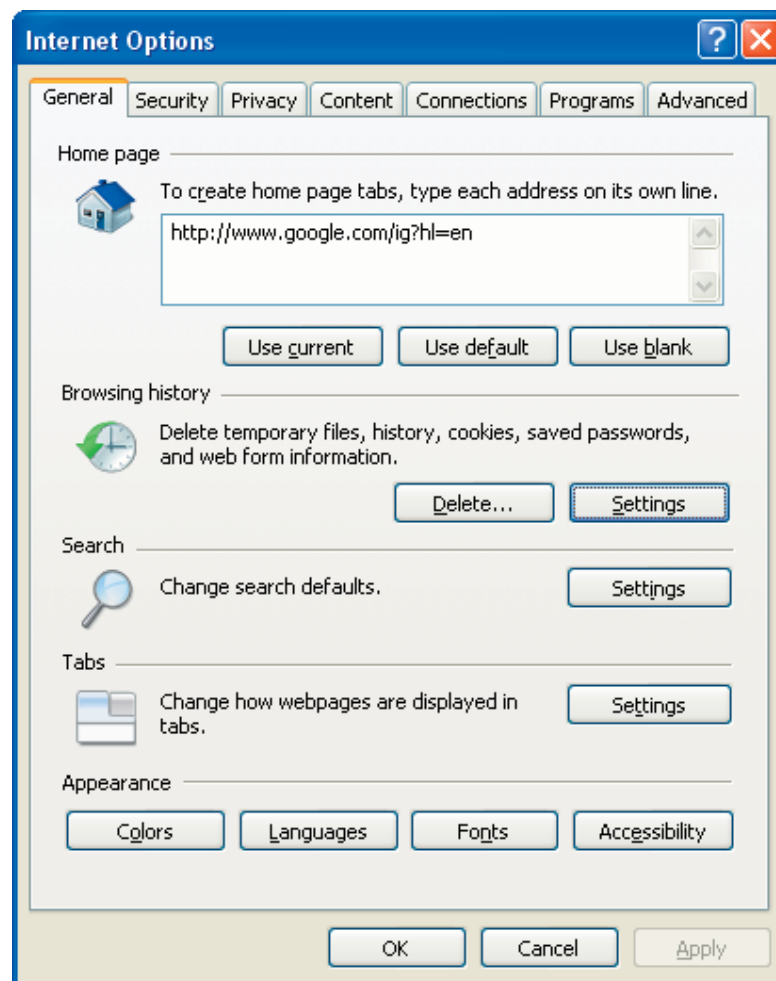 Internet Options
?
General Security Privacy Content Connections Programs Advanced
Home page
To create home page tabs, type each address on its own line.
http://www.google.com/ig?hl=en
Use current Use default Use blank
Browsing history
Delete temporary files, history, cookies, saved passwords,
and web form information.
Delete... Settings
Search
Change search defaults.
Settings
Tabs
Change how webpages are displayed in
tabs.
Settings
Appearance
Colors Languages Fonts Accessibility
OK Cancel Apply